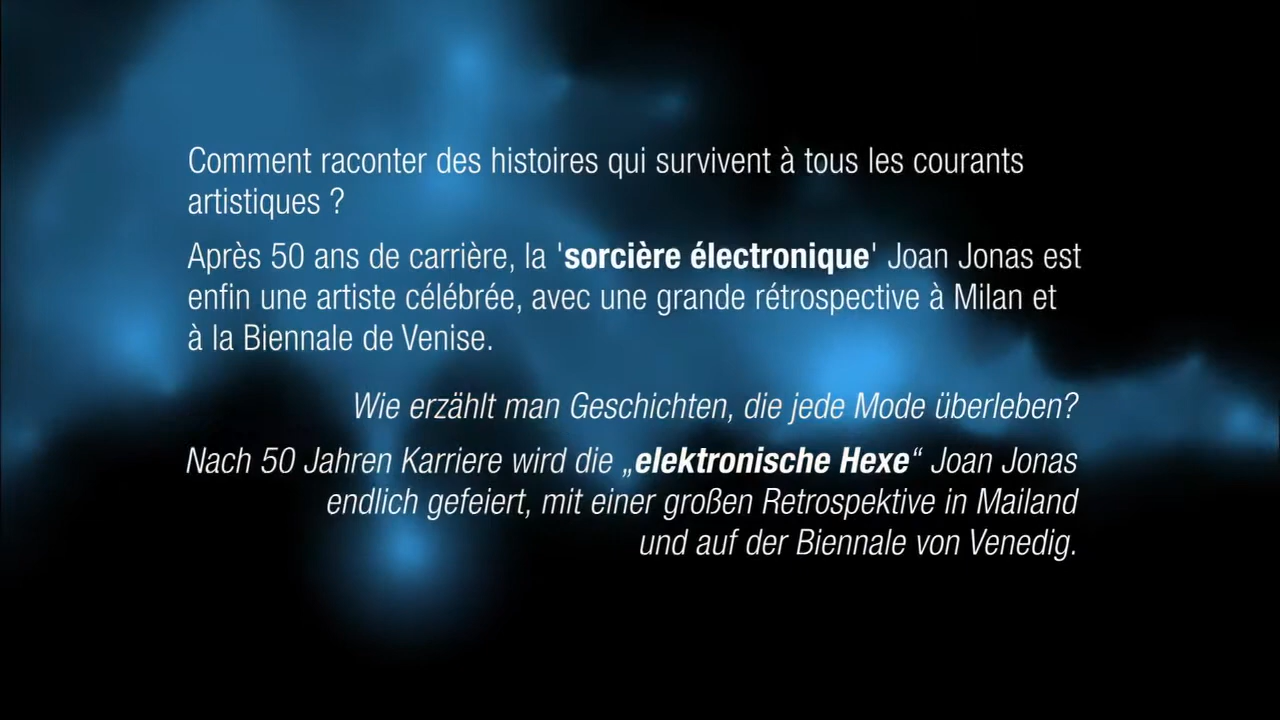 Comment raconter des histoires qui survivent à tous les courants
artistiques ?
Après 50 ans de carrière, la 'sorcière électronique' Joan Jonas est
enfin une artiste célébrée, avec une grande rétrospective à Milan et
à la Biennale de Venise.
Wie erzählt man Geschichten, die jede Mode überleben?
Nach 50 Jahren Karriere wird die „elektronische Hexe“ Joan Jonas
endlich gefeiert, mit einer großen Retrospektive in Mailand
und auf der Biennale von Venedig.